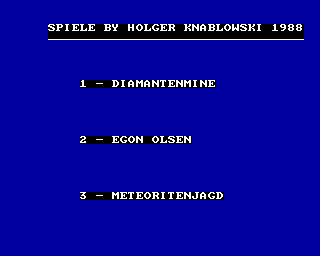 SPIELE BY HOLGER KNABLOWSKI 1988
1 - DIAMANTENMINE
2 - EGON OLSEN
3 - METEORITENJAGD